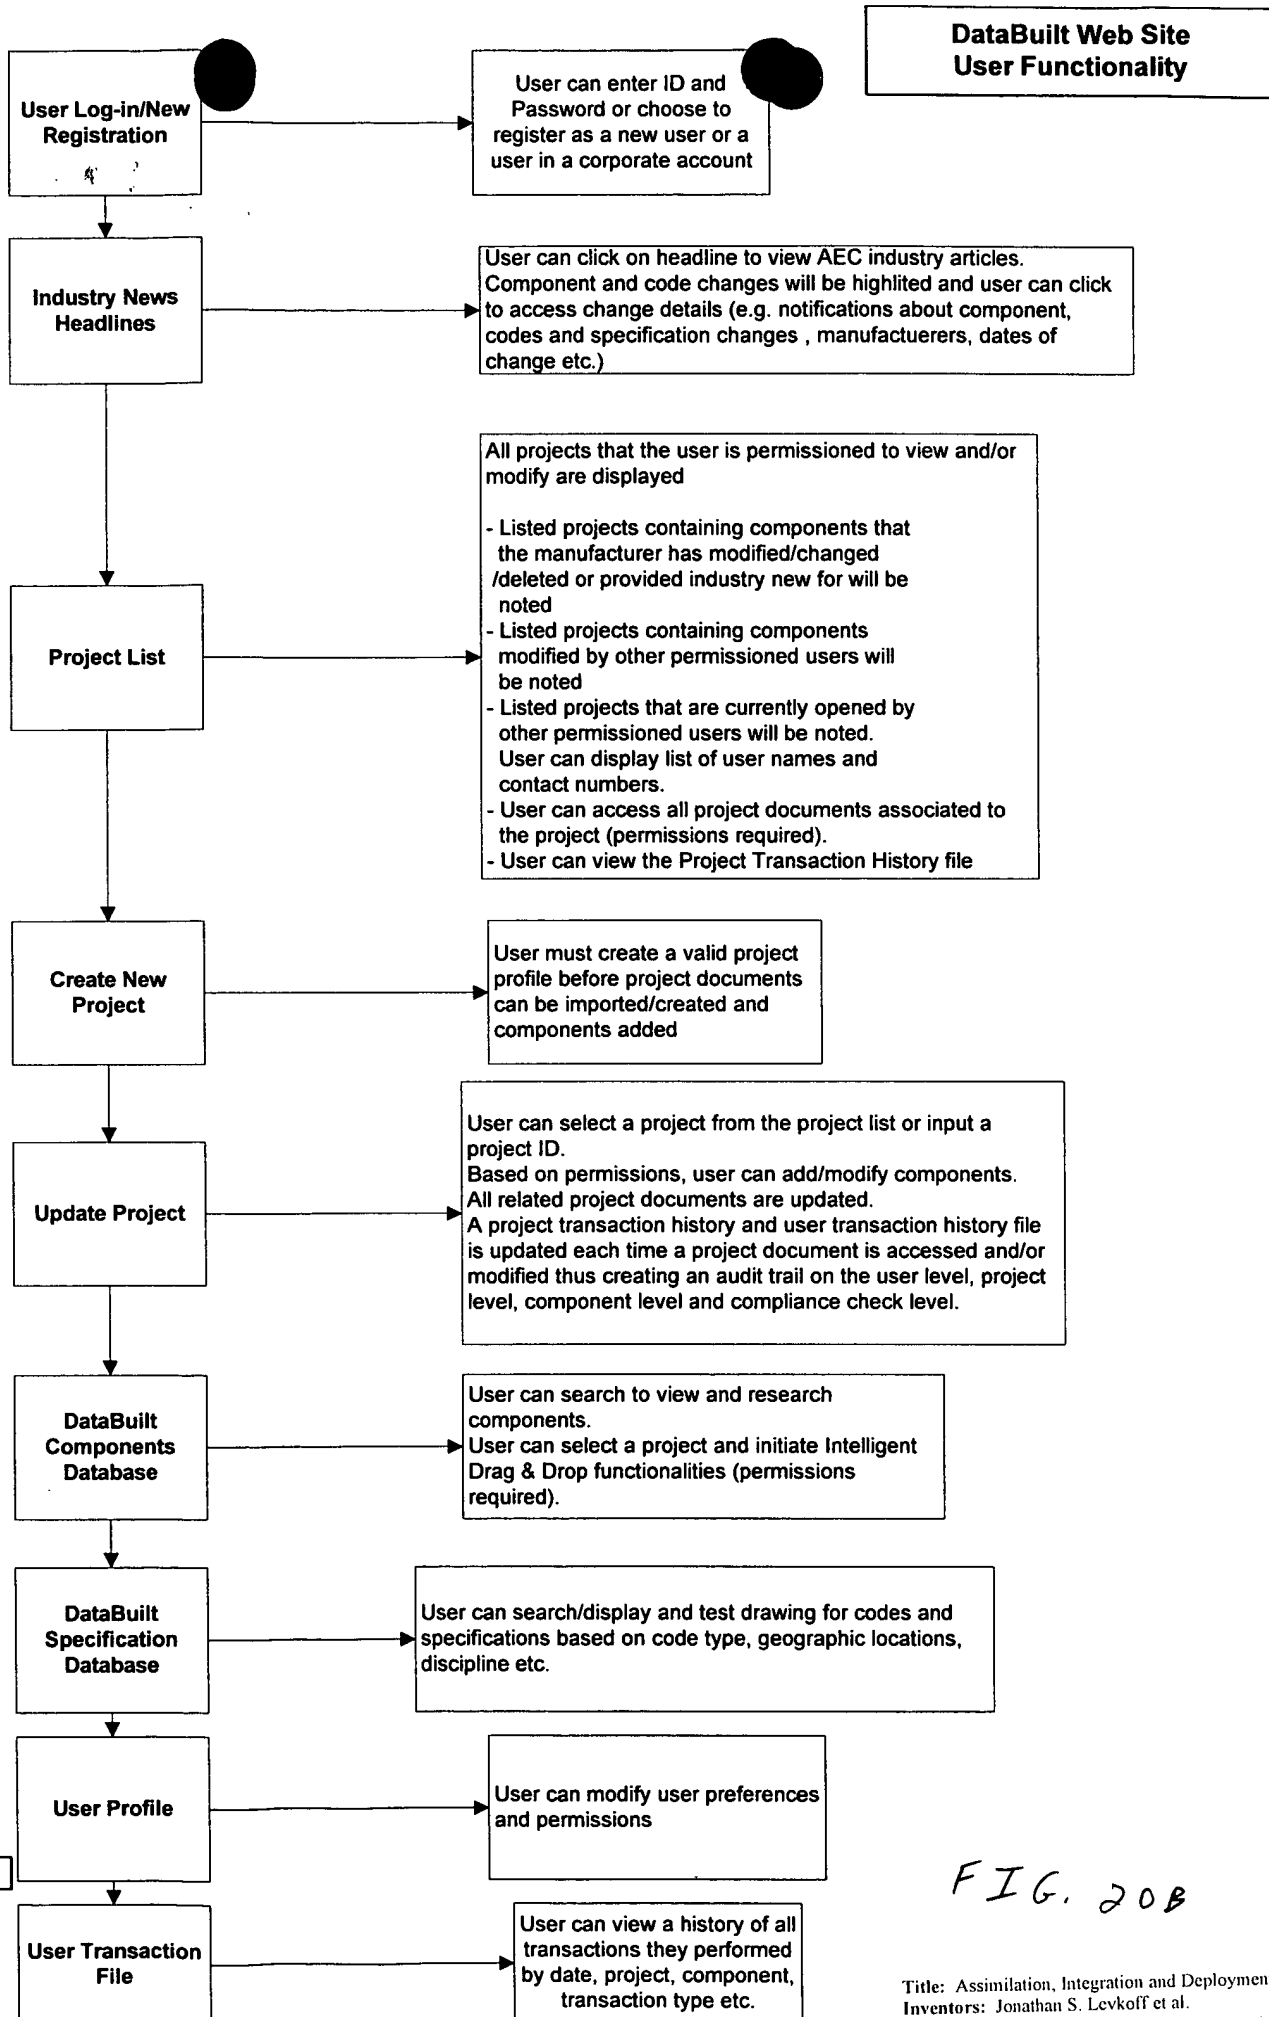 DataBuilt Web Site
User Functionality
User Log-in/New
Registration
User can enter ID and
Password or choose to
register as a new user or a
user in a corporate account
Industry News
Headlines
User can click on headline to view AEC industry articles.
Component and code changes will be highlited and user can click
to access change details (e.g. notifications about component,
codes and specification changes , manufactuerers, dates of
change etc.)
Project List
All projects that the user is permissioned to view and/or
modify are displayed
- Listed projects containing components that
the manufacturer has modified/changed
/deleted or provided industry new for will be
noted
- Listed projects containing components
modified by other permissioned users will
be noted
- Listed projects that are currently opened by
other permissioned users will be noted.
User can display list of user names and
contact numbers.
- User can access all project documents associated to
the project (permissions required).
- User can view the Project Transaction History file
Create New
Project
User must create a valid project
profile before project documents
can be imported/created and
components added
Update Project
User can select a project from the project list or input a
project ID.
Based on permissions, user can add/modify components.
All related project documents are updated.
A project transaction history and user transaction history file
is updated each time a project document is accessed and/or
modified thus creating an audit trail on the user level, project
level, component level and compliance check level.
DataBuilt
Components
Database
User can search to view and research
components.
User can select a project and initiate Intelligent
Drag & Drop functionalities (permissions
required).
DataBuilt
Specification
Database
User can search/display and test drawing for codes and
specifications based on code type, geographic locations,
discipline etc.
User Profile
User can modify user preferences
and permissions
User Transaction
File
User can view a history of all
transactions they performed
by date, project, component,
transaction type etc.
FIG. 20B
Title: Assimilation, Integration and Deploymen
Inventors: Jonathan S. Levkoff et al.